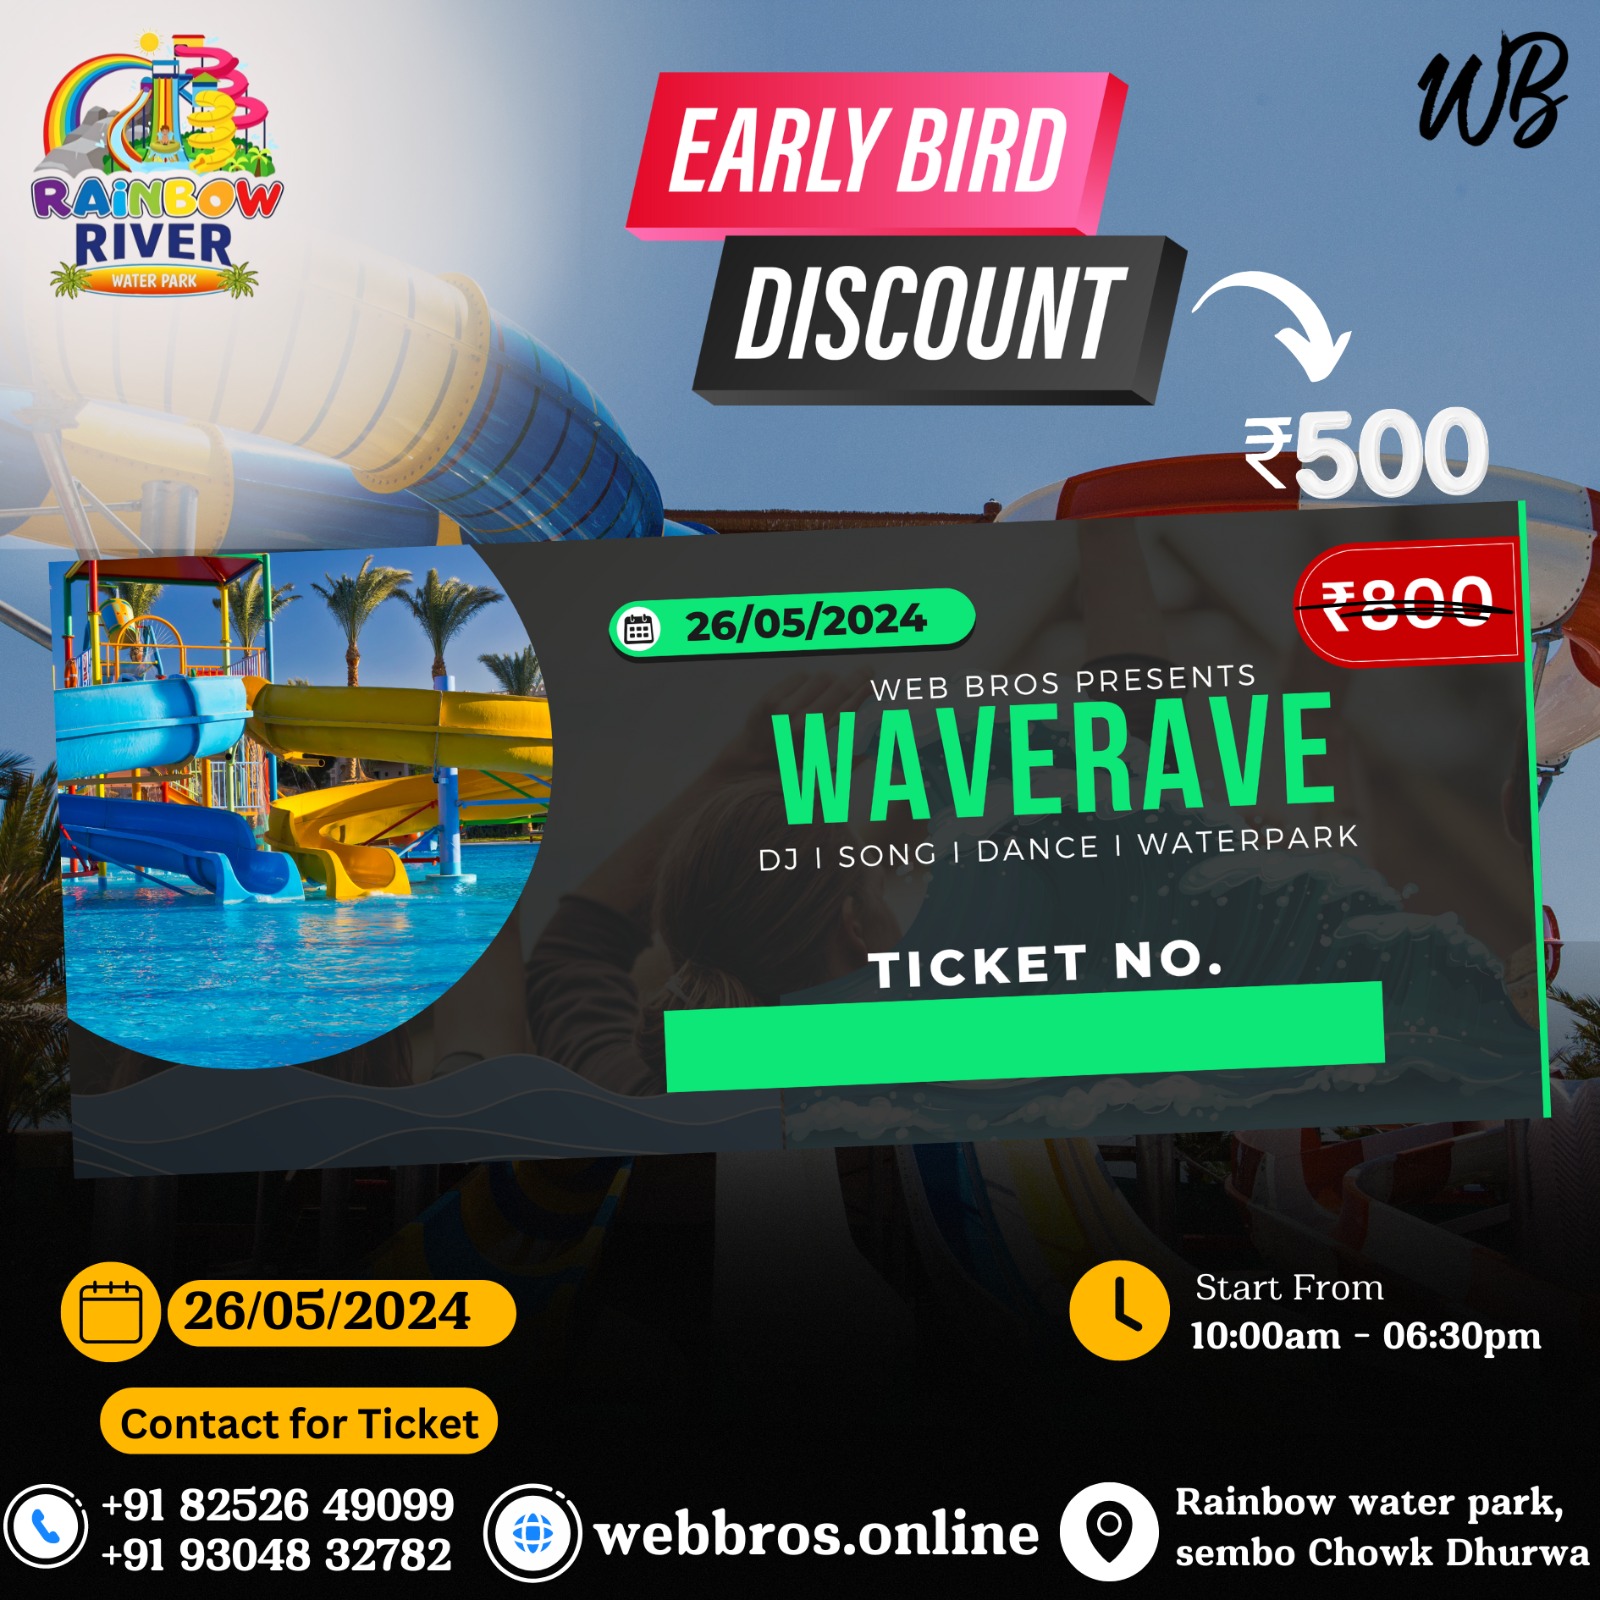 RAiNBOW
RIVER
WATER PARK
WB
EARLY BIRD
DISCOUNT
₹500
₹800
26/05/2024
WEB BROS PRESENTS
WAVERAVE
DJ I SONG I DANCE I WATERPARK
TICKET NO.
26/05/2024
Start From
10:00am - 06:30pm
Contact for Ticket
+91 82526 49099
+91 93048 32782
webbros.online
Rainbow water park,
sembo Chowk Dhurwa